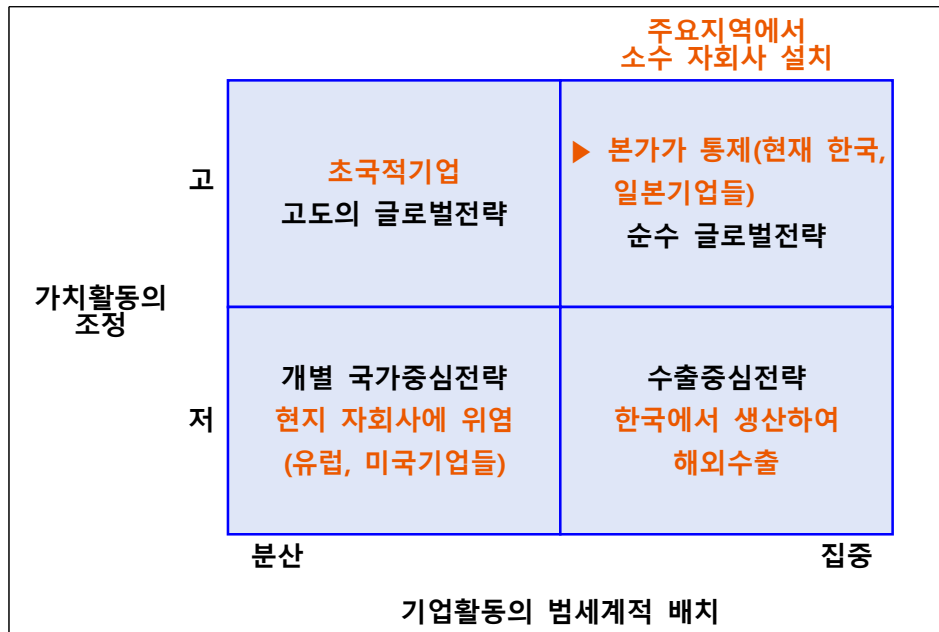 주요지역에서
소수 자회사 설치
고
초국적기업
고도의 글로벌전략
▶ 본가가 통제(현재 한국,
일본기업들)
순수 글로벌전략
가치활동의
조정
저
개별 국가중심전략
현지 자회사에 위염
(유럽, 미국기업들)
수출중심전략
한국에서 생산하여
해외수출
분산
집중
기업활동의 범세계적 배치